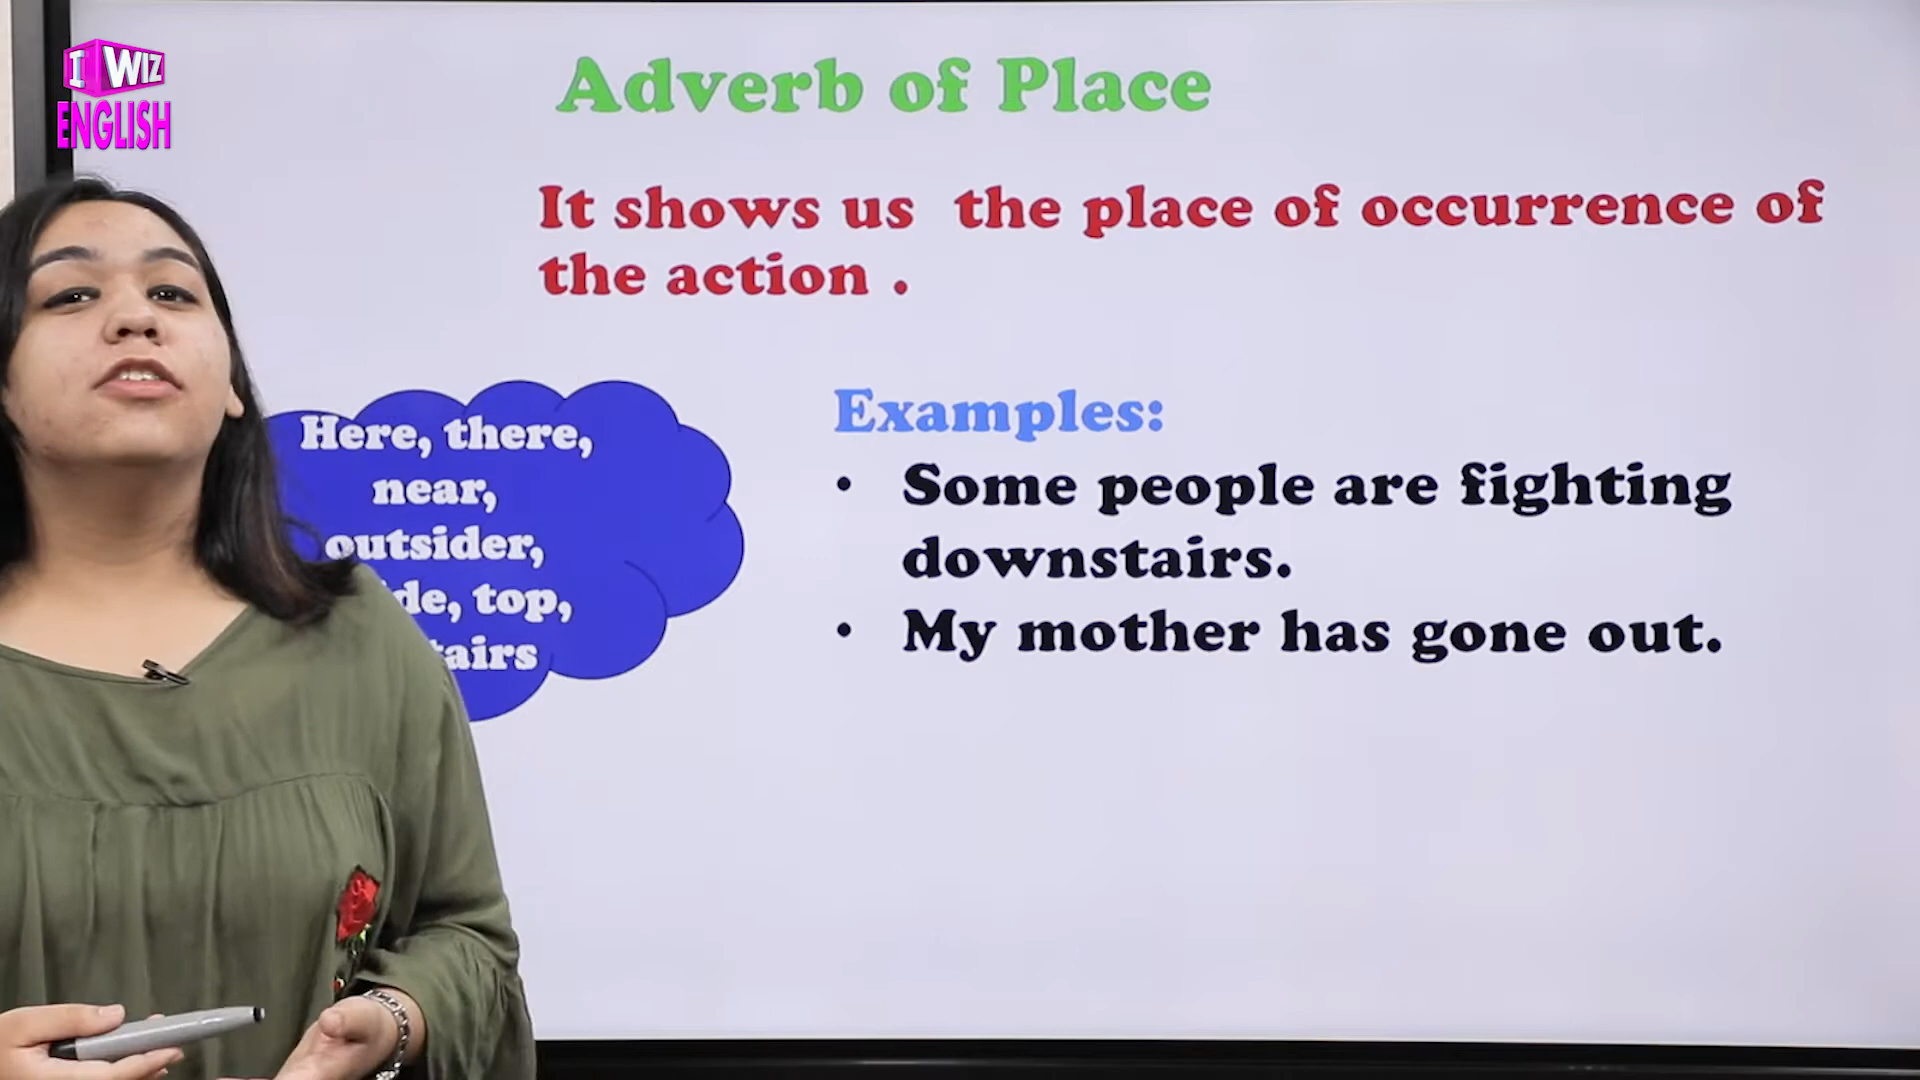 I WIZ
ENGLISH
Adverb of Place
It shows us the place of occurrence of
the action .
Here, there,
near,
outsider,
top,
Examples:
• Some people are fighting
downstairs.
• My mother has gone out.